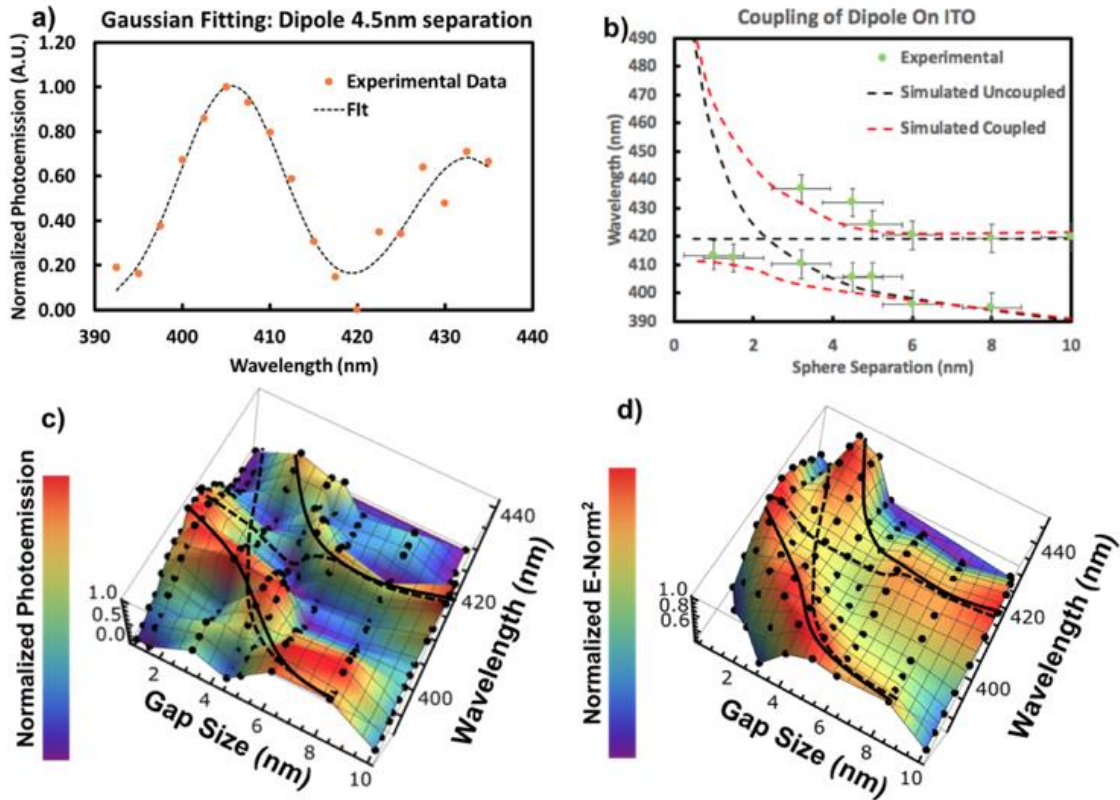 a)
Gaussian Fitting: Dipole 4.5nm separation
Normalized Photoemission (A.U.)
1.20
1.00
0.80
0.60
0.40
0.20
0.00
Experimental Data
FIt
390 400 410 420 430 440
Wavelength (nm)
b)
Coupling of Dipole On ITO
Wavelength (nm)
490
480
470
460
450
440
430
420
410
400
390
Experimental
Simulated Uncoupled
Simulated Coupled
0 2 4 6 8 10
Sphere Separation (nm)
c)
Normalized Photoemission
1.0
0.5
0.0
2 4 6 8 10
Gap Size (nm)
400 420 440
Wavelength (nm)
d)
Normalized E-Norm²
1.0
0.8
0.6
2 4 6 8 10
Gap Size (nm)
400 420 440
Wavelength (nm)